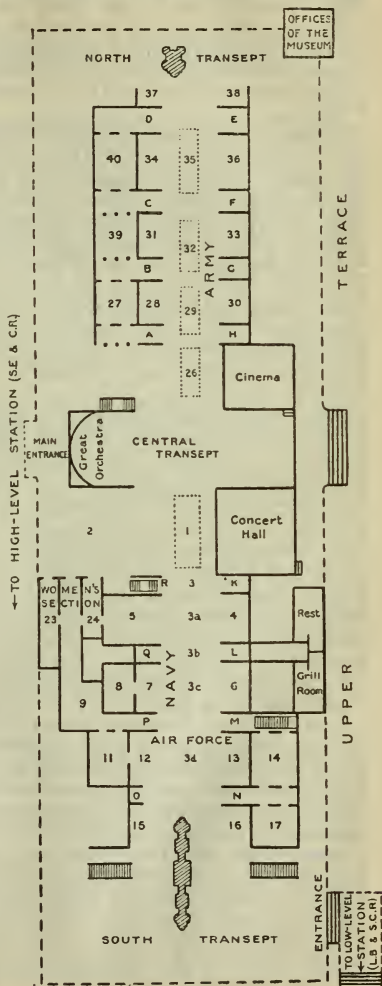 OFFICES
OF THE
MUSEUM
NORTH TRANSEPT
37 38
D E
40 34 35 36
C F
39 31 32 33
B G
ARMY
27 28 29 30
A H
26
Cinema
TERRACE
←TO HIGH-LEVEL STATION (S.E & C.R.)
MAIN
ENTRANCE
Great
Orchestra
CENTRAL
TRANSEPT
2 1
Concert
Hall
WOMEN'S
SECTION
23 24
R 3 K
5 3a 4
Rest
Q 3b L
NAVY
9 8 7 3c 6
Grill
Room
P M
AIR FORCE
11 12 3d 13 14
O N
15 16 17
UPPER
ENTRANCE
TO LOW-LEVEL
←STATION
(L.B & S.C.R)
SOUTH TRANSEPT